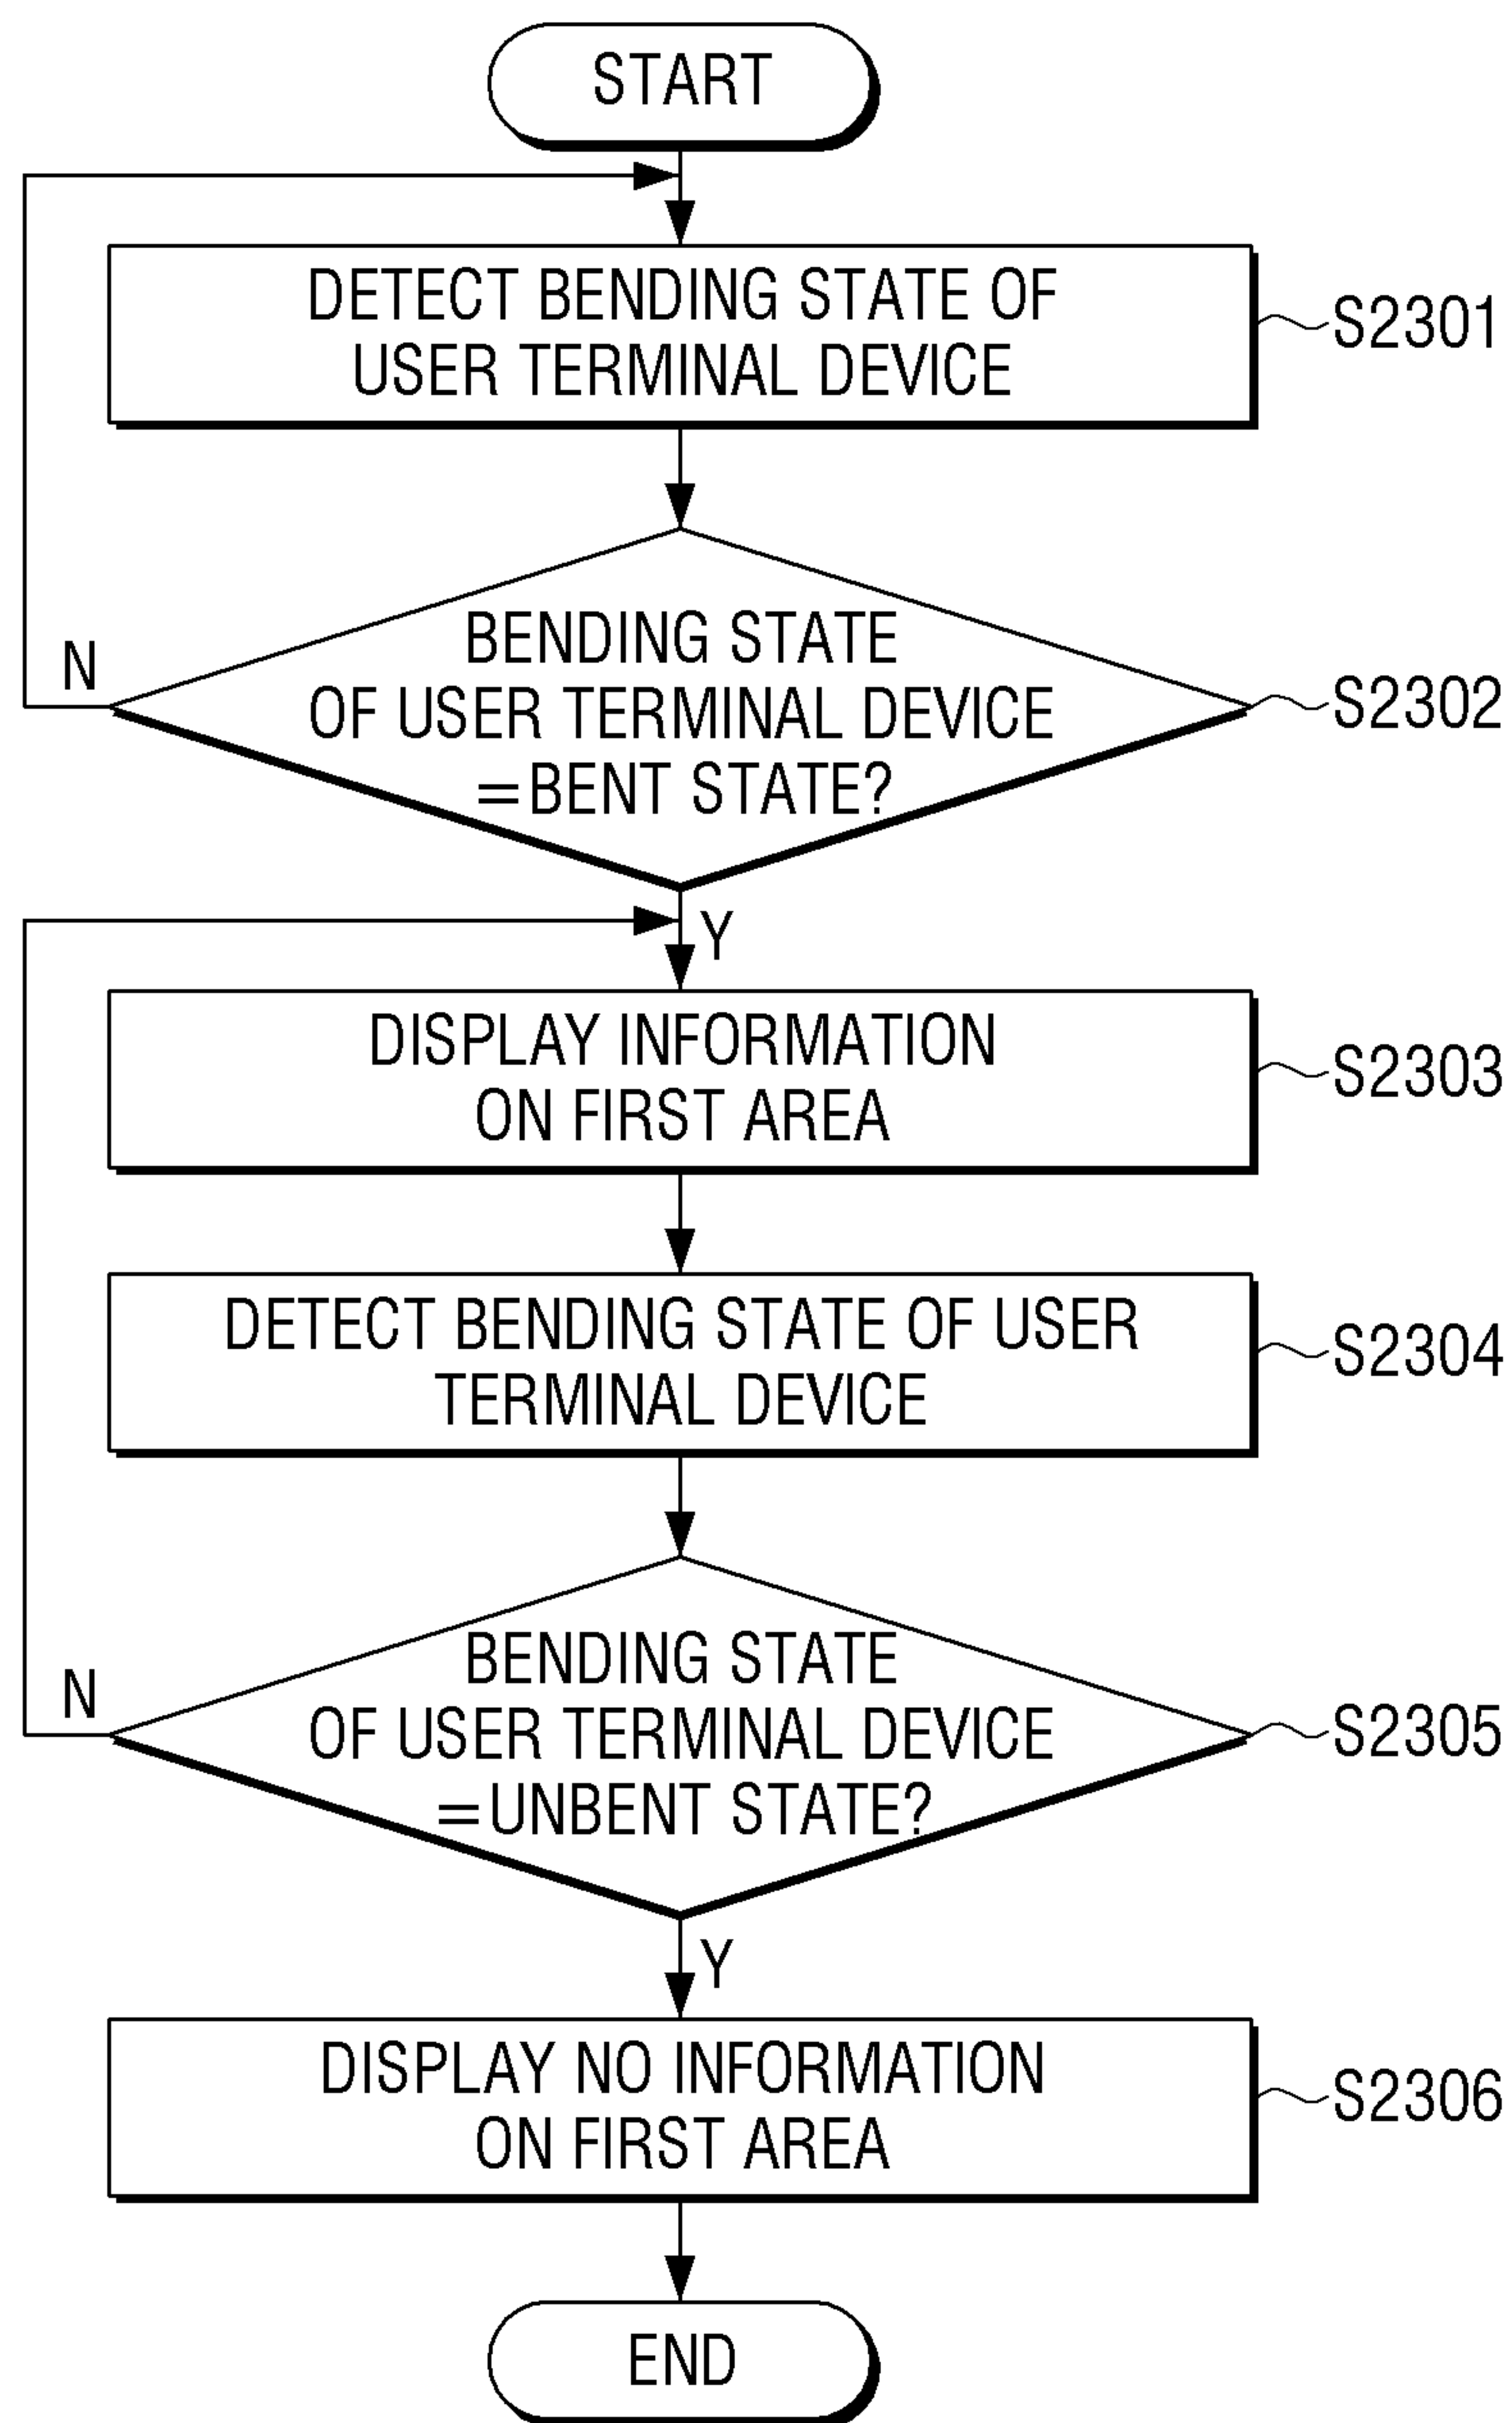 START
DETECT BENDING STATE OF
USER TERMINAL DEVICE
S2301
BENDING STATE
OF USER TERMINAL DEVICE
=BENT STATE?
S2302
N
Y
DISPLAY INFORMATION
ON FIRST AREA
S2303
DETECT BENDING STATE OF USER
TERMINAL DEVICE
S2304
BENDING STATE
OF USER TERMINAL DEVICE
=UNBENT STATE?
S2305
N
Y
DISPLAY NO INFORMATION
ON FIRST AREA
S2306
END